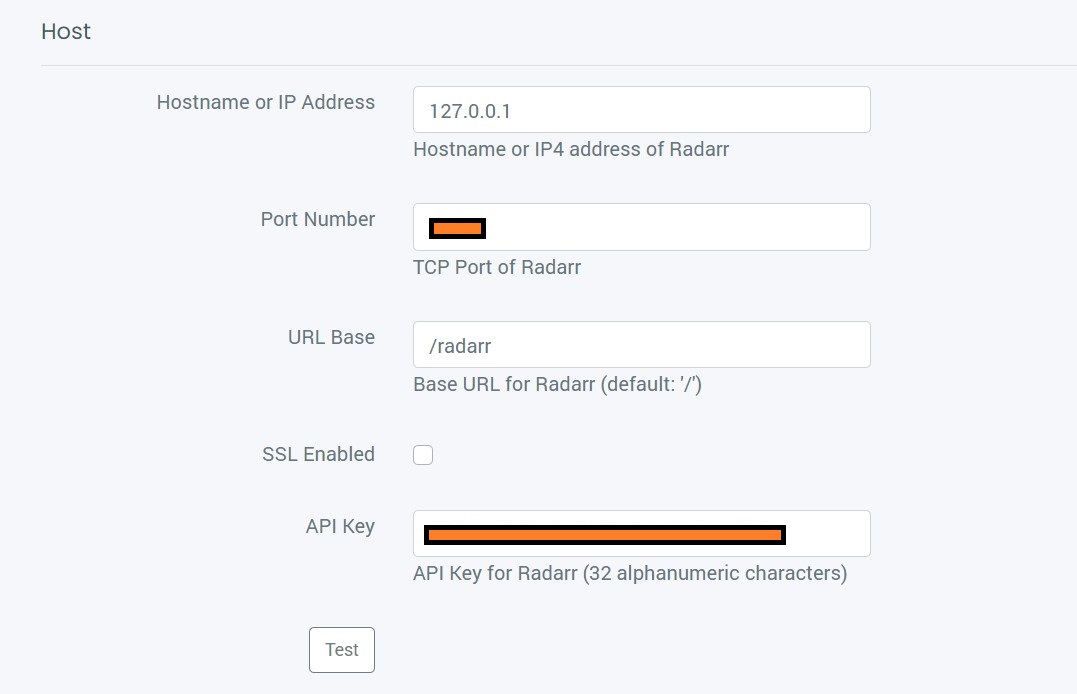 Host
Hostname or IP Address
127.0.0.1
Hostname or IP4 address of Radarr
Port Number
TCP Port of Radarr
URL Base
/radarr
Base URL for Radarr (default: '/')
SSL Enabled
API Key
API Key for Radarr (32 alphanumeric characters)
Test